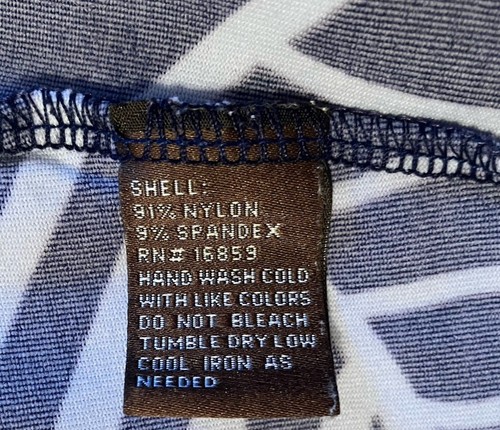 SHELL:
91% NYLON
9% SPANDEX
RN# 16859
HAND WASH COLD
WITH LIKE COLORS
DO NOT BLEACH
TUMBLE DRY LOW
COOL IRON AS
NEEDED